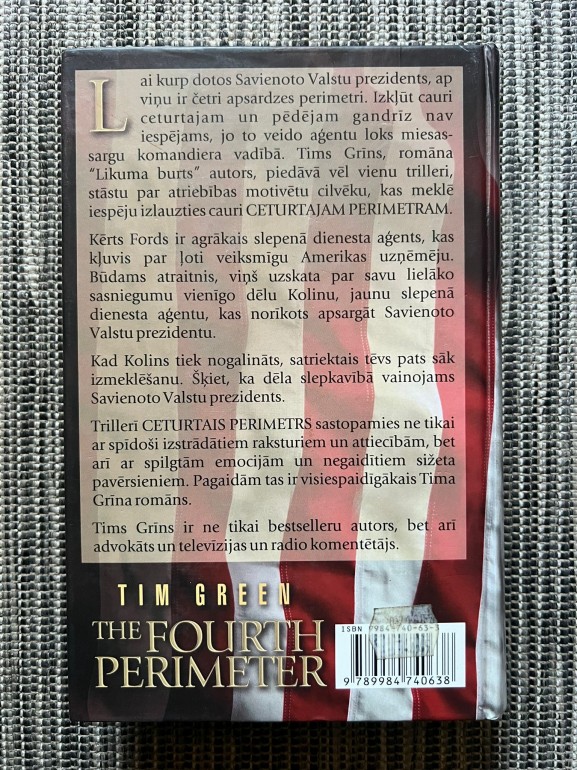 Lai kurp dotos Savienoto Valstu prezidents, ap
viņu ir četri apsardzes perimetri. Izkļūt cauri
ceturtajam un pēdējam gandrīz nav
iespējams, jo to veido aģentu loks miesas-
sargu komandiera vadībā. Tims Grīns, romāna
"Likuma burts" autors, piedāvā vēl vienu trilleri,
stāstu par atriebības motivētu cilvēku, kas meklē
iespēju izlauzties cauri CETURTAJAM PERIMETRAM.
Kērts Fords ir agrākais slepenā dienesta aģents, kas
kļuvis par ļoti veiksmīgu Amerikas uzņēmēju.
Būdams atraitnis, viņš uzskata par savu lielāko
sasniegumu vienīgo dēlu Kolinu, jaunu slepenā
dienesta aģentu, kas norīkots apsargāt Savienoto
Valstu prezidentu.
Kad Kolins tiek nogalināts, satriektais tēvs pats sāk
izmeklēšanu. Šķiet, ka dēla slepkavībā vainojams
Savienoto Valstu prezidents.
Trillerī CETURTAIS PERIMETRS sastopamies ne tikai
ar spīdoši izstrādātiem raksturiem un attiecībām, bet
arī ar spilgtām emocijām un negaidītiem sižeta
pavērsieniem. Pagaidām tas ir visiespaidīgākais Tima
Grīna romāns.
Tims Grīns ir ne tikai bestselleru autors, bet arī
advokāts un televīzijas un radio komentētājs.
TIM GREEN
THE FOURTH
PERIMETER
ISBN 9984-740-63-3
9 789984 740638